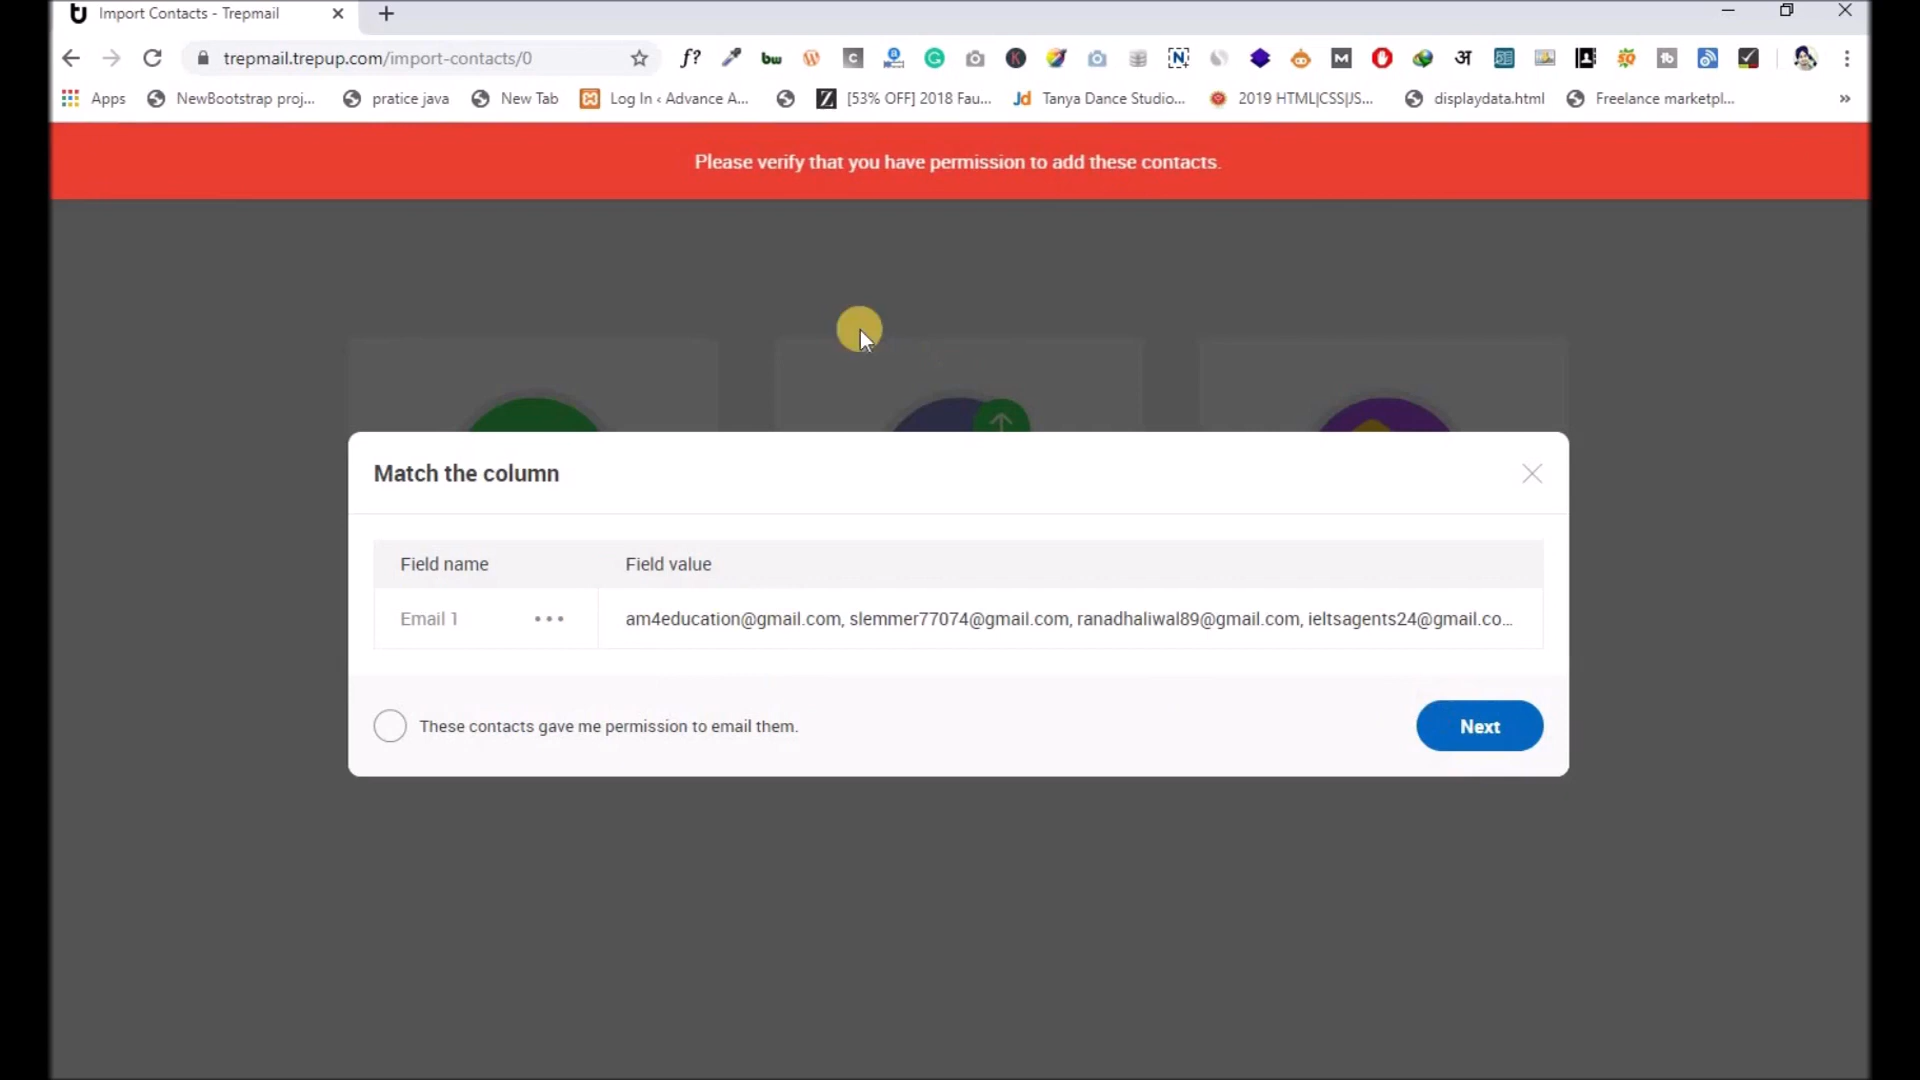 Import Contacts - Trepmail
trepmail.trepup.com/import-contacts/0
f?
bw
C
K
N
M
अ
Apps
NewBootstrap proj...
pratice java
New Tab
Log In ‹ Advance A...
Z
[53% OFF] 2018 Fau...
Jd
Tanya Dance Studio...
2019 HTML|CSS|JS...
displaydata.html
Freelance marketpl...
»
Please verify that you have permission to add these contacts.
Match the column
Field name
Field value
Email 1
am4education@gmail.com, slemmer77074@gmail.com, ranadhaliwal89@gmail.com, ieltsagents24@gmail.co...
These contacts gave me permission to email them.
Next